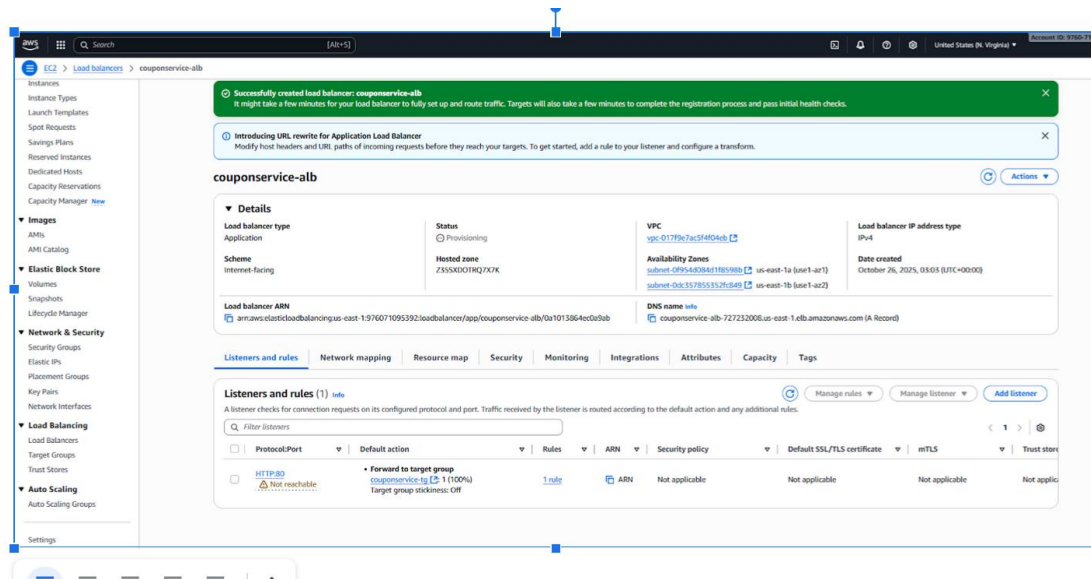 aws
Search
[Alt+S]
United States (N. Virginia)
Account ID: 9760-71
EC2 > Load balancers > couponservice-alb
Instances
Instance Types
Launch Templates
Spot Requests
Savings Plans
Reserved Instances
Dedicated Hosts
Capacity Reservations
Capacity Manager New
Images
AMIs
AMI Catalog
Elastic Block Store
Volumes
Snapshots
Lifecycle Manager
Network & Security
Security Groups
Elastic IPs
Placement Groups
Key Pairs
Network Interfaces
Load Balancing
Load Balancers
Target Groups
Trust Stores
Auto Scaling
Auto Scaling Groups
Settings
Successfully created load balancer: couponservice-alb
It might take a few minutes for your load balancer to fully set up and route traffic. Targets will also take a few minutes to complete the registration process and pass initial health checks.
Introducing URL rewrite for Application Load Balancer
Modify host headers and URL paths of incoming requests before they reach your targets. To get started, add a rule to your listener and configure a transform.
couponservice-alb
Actions
Details
Load balancer type
Application
Status
Provisioning
VPC
vpc-017f9e7ac5f4f04eb
Load balancer IP address type
IPv4
Scheme
Internet-facing
Hosted zone
Z35SXDOTRQ7X7K
Availability Zones
subnet-0f954d084d1f8598b us-east-1a (use1-az1)
subnet-0dc357855352fc849 us-east-1b (use1-az2)
Date created
October 26, 2025, 03:03 (UTC+00:00)
Load balancer ARN
arn:aws:elasticloadbalancing:us-east-1:976071095392:loadbalancer/app/couponservice-alb/0a1013864ec0a9ab
DNS name Info
couponservice-alb-727232008.us-east-1.elb.amazonaws.com (A Record)
Listeners and rules Network mapping Resource map Security Monitoring Integrations Attributes Capacity Tags
Listeners and rules (1) Info
Manage rules Manage listener Add listener
A listener checks for connection requests on its configured protocol and port. Traffic received by the listener is routed according to the default action and any additional rules.
Filter listeners
1
Protocol:Port Default action Rules ARN Security policy Default SSL/TLS certificate mTLS Trust store
HTTP:80
Not reachable
• Forward to target group
couponservice-tg: 1 (100%)
Target group stickiness: Off
1 rule
ARN
Not applicable
Not applicable
Not applicable
Not applic